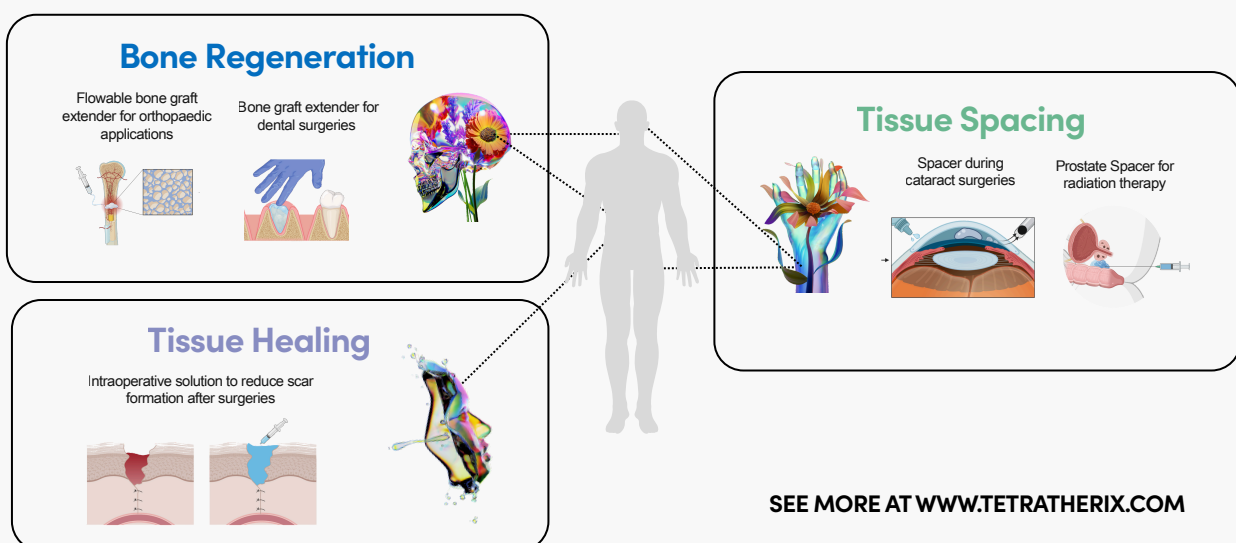 Bone Regeneration
Flowable bone graft
extender for orthopaedic
applications
Bone graft extender for
dental surgeries
Tissue Healing
Intraoperative solution to reduce scar
formation after surgeries
Tissue Spacing
Spacer during
cataract surgeries
Prostate Spacer for
radiation therapy
SEE MORE AT WWW.TETRATHERIX.COM